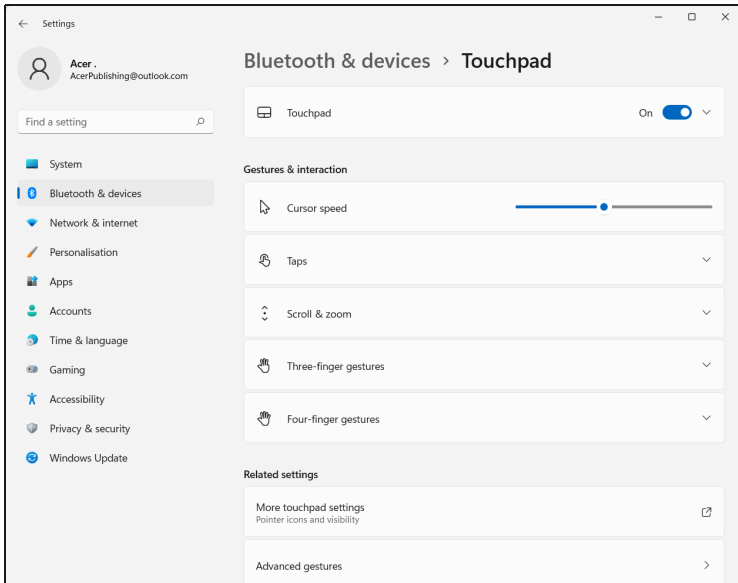 Settings
Acer .
AcerPublishing@outlook.com
Find a setting
System
Bluetooth & devices
Network & internet
Personalisation
Apps
Accounts
Time & language
Gaming
Accessibility
Privacy & security
Windows Update
Bluetooth & devices > Touchpad
Touchpad On
Gestures & interaction
Cursor speed
Taps
Scroll & zoom
Three-finger gestures
Four-finger gestures
Related settings
More touchpad settings
Pointer icons and visibility
Advanced gestures